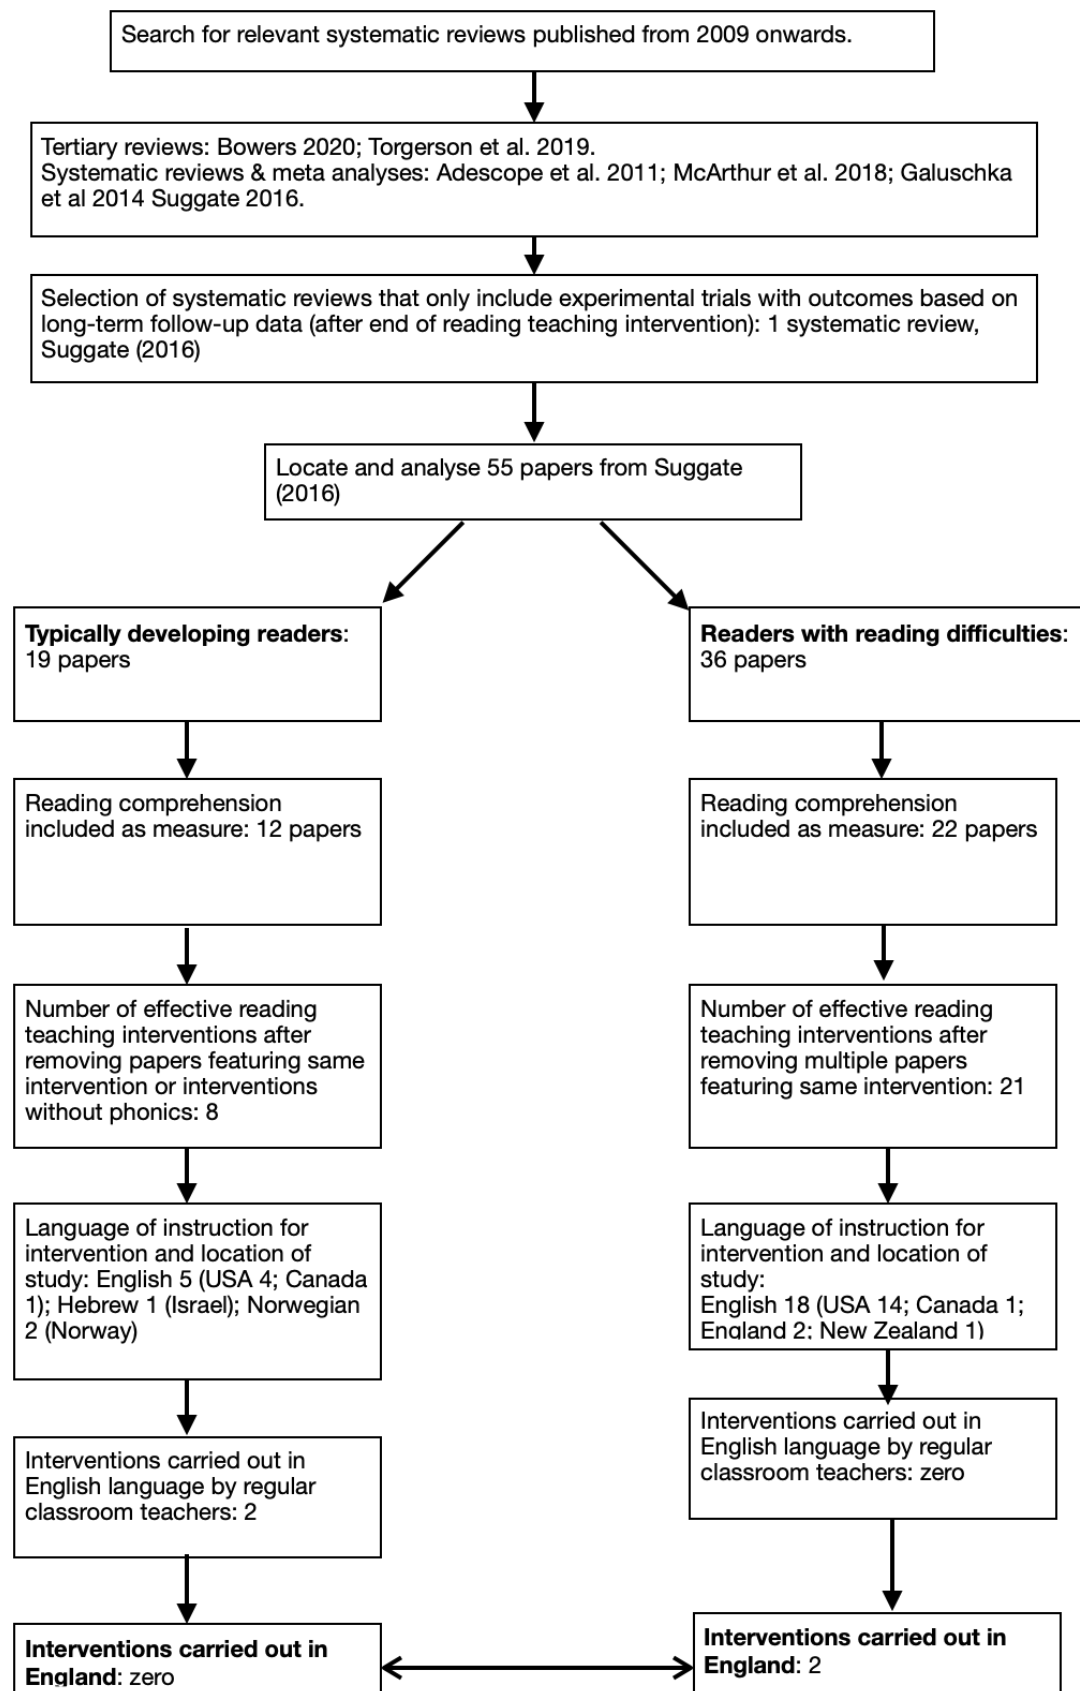 Search for relevant systematic reviews published from 2009 onwards.
Tertiary reviews: Bowers 2020; Torgerson et al. 2019.
Systematic reviews & meta analyses: Adescope et al. 2011; McArthur et al. 2018; Galuschka
et al 2014 Suggate 2016.
Selection of systematic reviews that only include experimental trials with outcomes based on
long-term follow-up data (after end of reading teaching intervention): 1 systematic review,
Suggate (2016)
Locate and analyse 55 papers from Suggate
(2016)
Typically developing readers:
19 papers
Reading comprehension
included as measure: 12 papers
Number of effective reading
teaching interventions after
removing papers featuring same
intervention or interventions
without phonics: 8
Language of instruction for
intervention and location of
study: English 5 (USA 4; Canada
1); Hebrew 1 (Israel); Norwegian
2 (Norway)
Interventions carried out in
English language by regular
classroom teachers: 2
Interventions carried out in
England: zero
Readers with reading difficulties:
36 papers
Reading comprehension
included as measure: 22 papers
Number of effective reading
teaching interventions after
removing multiple papers
featuring same intervention: 21
Language of instruction for
intervention and location of
study:
English 18 (USA 14; Canada 1;
England 2; New Zealand 1)
Interventions carried out in
English language by regular
classroom teachers: zero
Interventions carried out in
England: 2